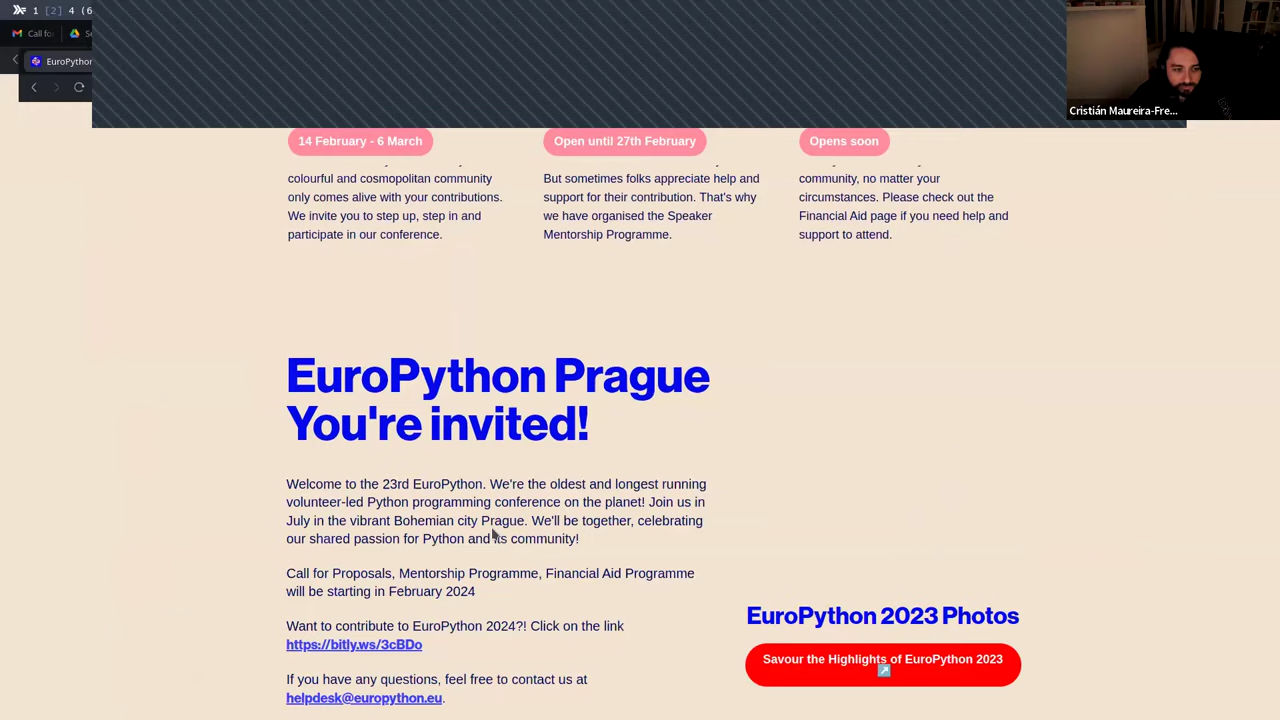 1 [2] 4 (6
Call fo
EuroPython
Cristián Maureira-Fre...
14 February - 6 March
Open until 27th February
Opens soon
colourful and cosmopolitan community
only comes alive with your contributions.
We invite you to step up, step in and
participate in our conference.
But sometimes folks appreciate help and
support for their contribution. That's why
we have organised the Speaker
Mentorship Programme.
community, no matter your
circumstances. Please check out the
Financial Aid page if you need help and
support to attend.
EuroPython Prague
You're invited!
Welcome to the 23rd EuroPython. We're the oldest and longest running
volunteer-led Python programming conference on the planet! Join us in
July in the vibrant Bohemian city Prague. We'll be together, celebrating
our shared passion for Python and its community!
Call for Proposals, Mentorship Programme, Financial Aid Programme
will be starting in February 2024
Want to contribute to EuroPython 2024?! Click on the link
https://bitly.ws/3cBDo
If you have any questions, feel free to contact us at
helpdesk@europython.eu.
EuroPython 2023 Photos
Savour the Highlights of EuroPython 2023